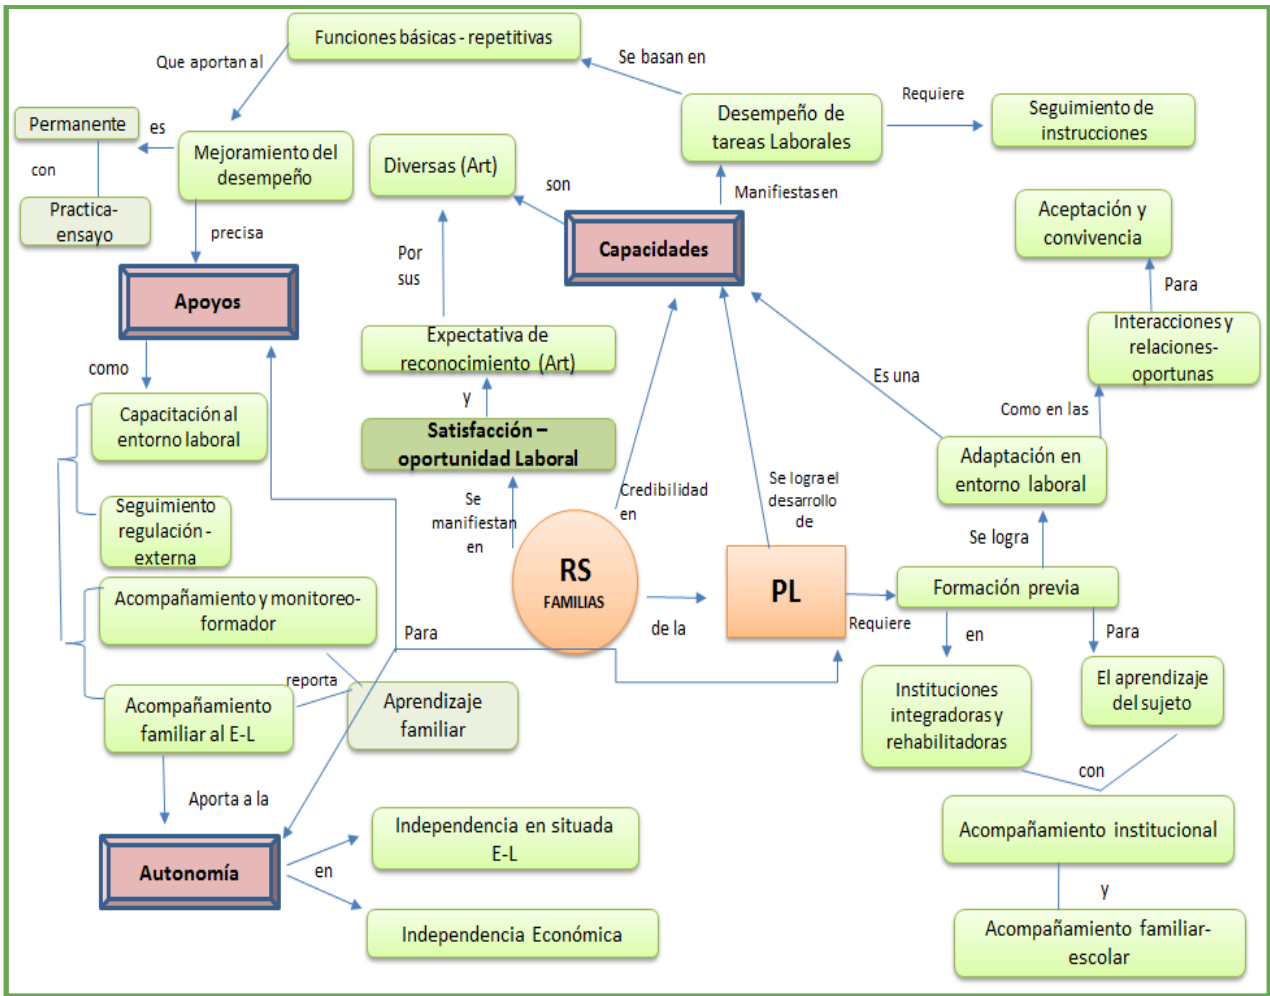 Funciones básicas - repetitivas
Que aportan al
Se basan en
Desempeño de
tareas Laborales
Requiere
Seguimiento de
instrucciones
Permanente
es
Mejoramiento del
desempeño
con
Practica-
ensayo
precisa
Diversas (Art)
son
Manifiestas en
Capacidades
Aceptación y
convivencia
Para
Interacciones y
relaciones-
oportunas
Por
sus
Apoyos
Expectativa de
reconocimiento (Art)
como
y
Es una
Como en las
Capacitación al
entorno laboral
Satisfacción –
oportunidad Laboral
Adaptación en
entorno laboral
Seguimiento
regulación -
externa
Se
manifiestan
en
Credibilidad
en
Se logra el
desarrollo
de
Se logra
RS
FAMILIAS
de la
PL
Requiere
Formación previa
en
Para
Acompañamiento y monitoreo-
formador
Para
reporta
Aprendizaje
familiar
Acompañamiento
familiar al E-L
Instituciones
integradoras y
rehabilitadoras
El aprendizaje
del sujeto
con
Aporta a la
Autonomía
en
Independencia en situada
E-L
Independencia Económica
Acompañamiento institucional
y
Acompañamiento familiar-
escolar